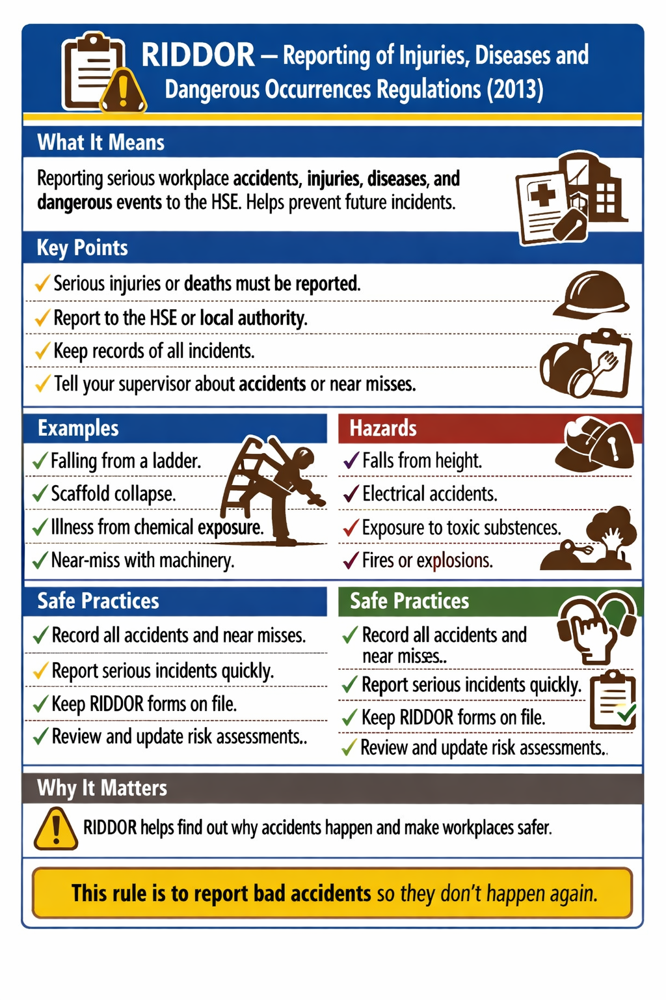 RIDDOR – Reporting of Injuries, Diseases and
Dangerous Occurrences Regulations (2013)
What It Means
Reporting serious workplace accidents, injuries, diseases, and
dangerous events to the HSE. Helps prevent future incidents.
Key Points
Serious injuries or deaths must be reported.
Report to the HSE or local authority.
Keep records of all incidents.
Tell your supervisor about accidents or near misses.
Examples
Falling from a ladder.
Scaffold collapse.
Illness from chemical exposure.
Near-miss with machinery.
Hazards
Falls from height.
Electrical accidents.
Exposure to toxic substences.
Fires or explosions.
Safe Practices
Record all accidents and near misses.
Report serious incidents quickly.
Keep RIDDOR forms on file.
Review and update risk assessments..
Safe Practices
Record all accidents and
near misses..
Report serious incidents quickly.
Keep RIDDOR forms on file.
Review and update risk assessments..
Why It Matters
RIDDOR helps find out why accidents happen and make workplaces safer.
This rule is to report bad accidents so they don't happen again.